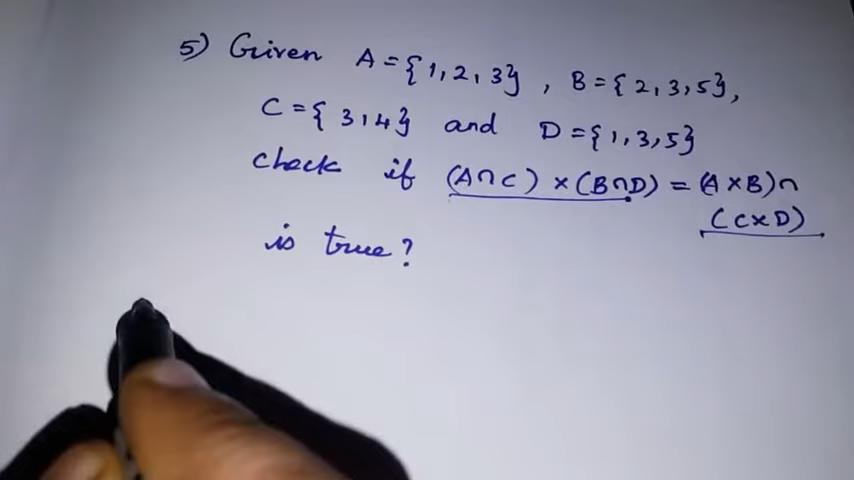 5) Given A={1,2,3}, B={2,3,5},
C={3,4} and D={1,3,5}
check if (A∩C)×(B∩D)=(A×B)∩
(C×D)
is true?